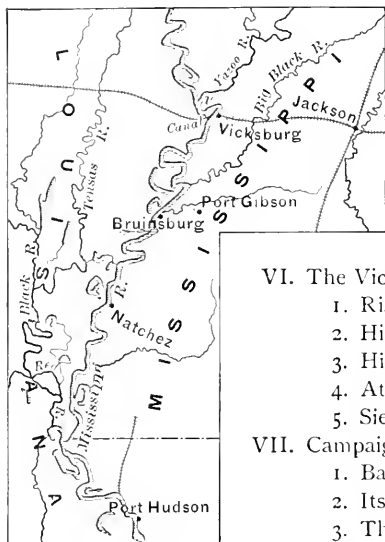 LOUISIANA
MISSISSIPPI
Yazoo R.
Big Black R.
Jackson
Canal
Vicksburg
Tensas R.
Port Gibson
Bruinsburg
Black R.
Natchez
Mississippi R.
Port Hudson
VI. The Vic
1. Ri
2. Hi
3. Hi
4. At
5. Sie
VII. Campaig
1. Ba
2. Its
3. Th